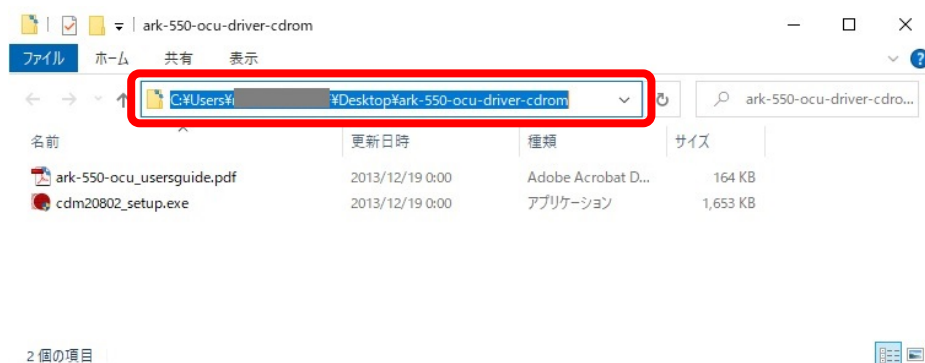 ark-550-ocu-driver-cdrom
ファイル ホーム 共有 表示
C:¥Users¥ ¥Desktop¥ark-550-ocu-driver-cdrom ark-550-ocu-driver-cdro...
名前 更新日時 種類 サイズ
ark-550-ocu_usersguide.pdf 2013/12/19 0:00 Adobe Acrobat D... 164 KB
cdm20802_setup.exe 2013/12/19 0:00 アプリケーション 1,653 KB
2 個の項目